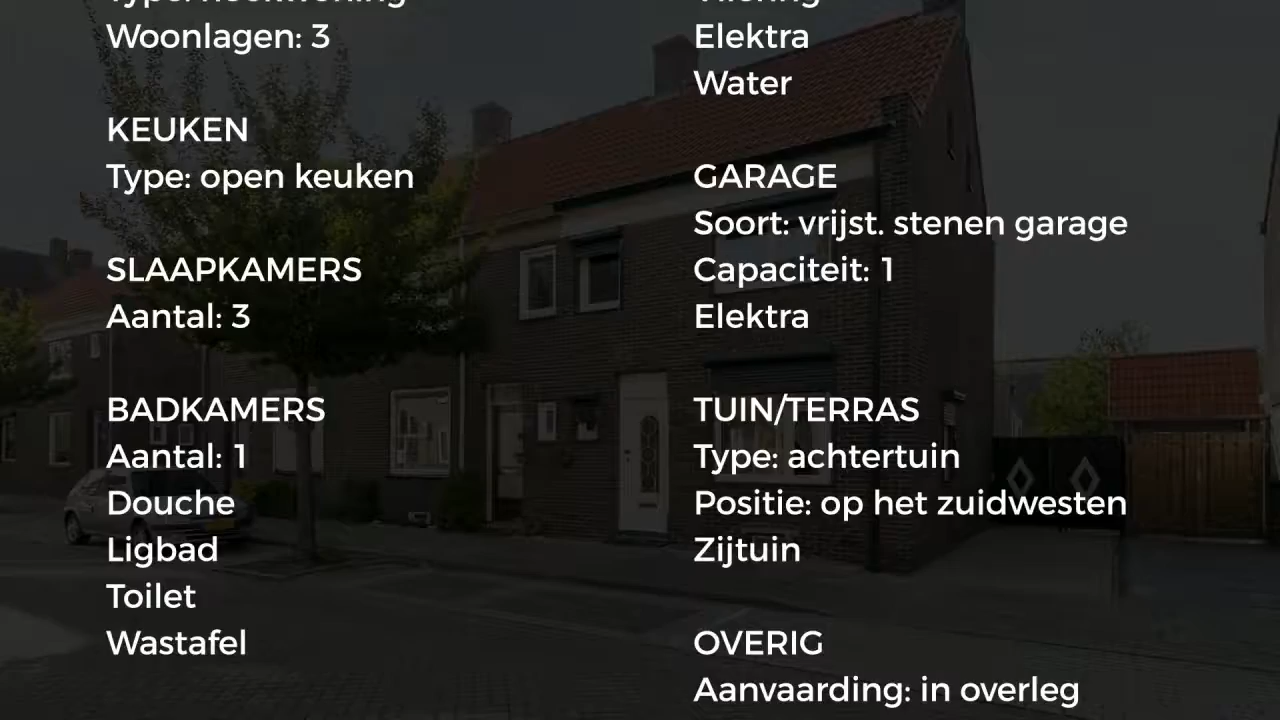 Woonlagen: 3
KEUKEN
Type: open keuken
SLAAPKAMERS
Aantal: 3
BADKAMERS
Aantal: 1
Douche
Ligbad
Toilet
Wastafel
Elektra
Water
GARAGE
Soort: vrijst. stenen garage
Capaciteit: 1
Elektra
TUIN/TERRAS
Type: achtertuin
Positie: op het zuidwesten
Zijtuin
OVERIG
Aanvaarding: in overleg